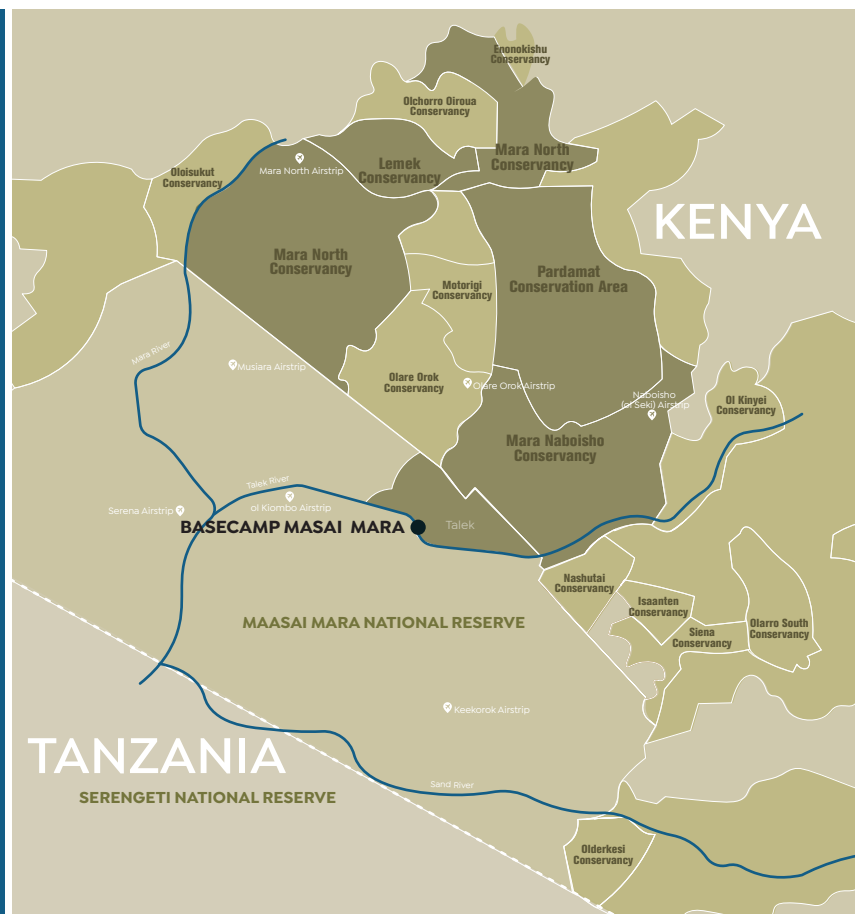 Enonokishu
Conservancy
Olchorro Oiroua
Conservancy
Mara North
Conservancy
Lemek
Conservancy
Mara North Airstrip
Oloisukut
Conservancy
KENYA
Mara North
Conservancy
Pardamat
Conservation Area
Motorigi
Conservancy
Mara River
Musiara Airstrip
Olare Orok
Conservancy
Olare Orok Airstrip
Naboisho
(ol Seki) Airstrip
Ol Kinyei
Conservancy
Mara Naboisho
Conservancy
Talek River
ol Kiombo Airstrip
Serena Airstrip
BASECAMP MASAI MARA
Talek
Nashutai
Conservancy
Isaanten
Conservancy
Siena
Conservancy
Olarro South
Conservancy
MAASAI MARA NATIONAL RESERVE
Keekorok Airstrip
TANZANIA
SERENGETI NATIONAL RESERVE
Sand River
Olderkesi
Conservancy